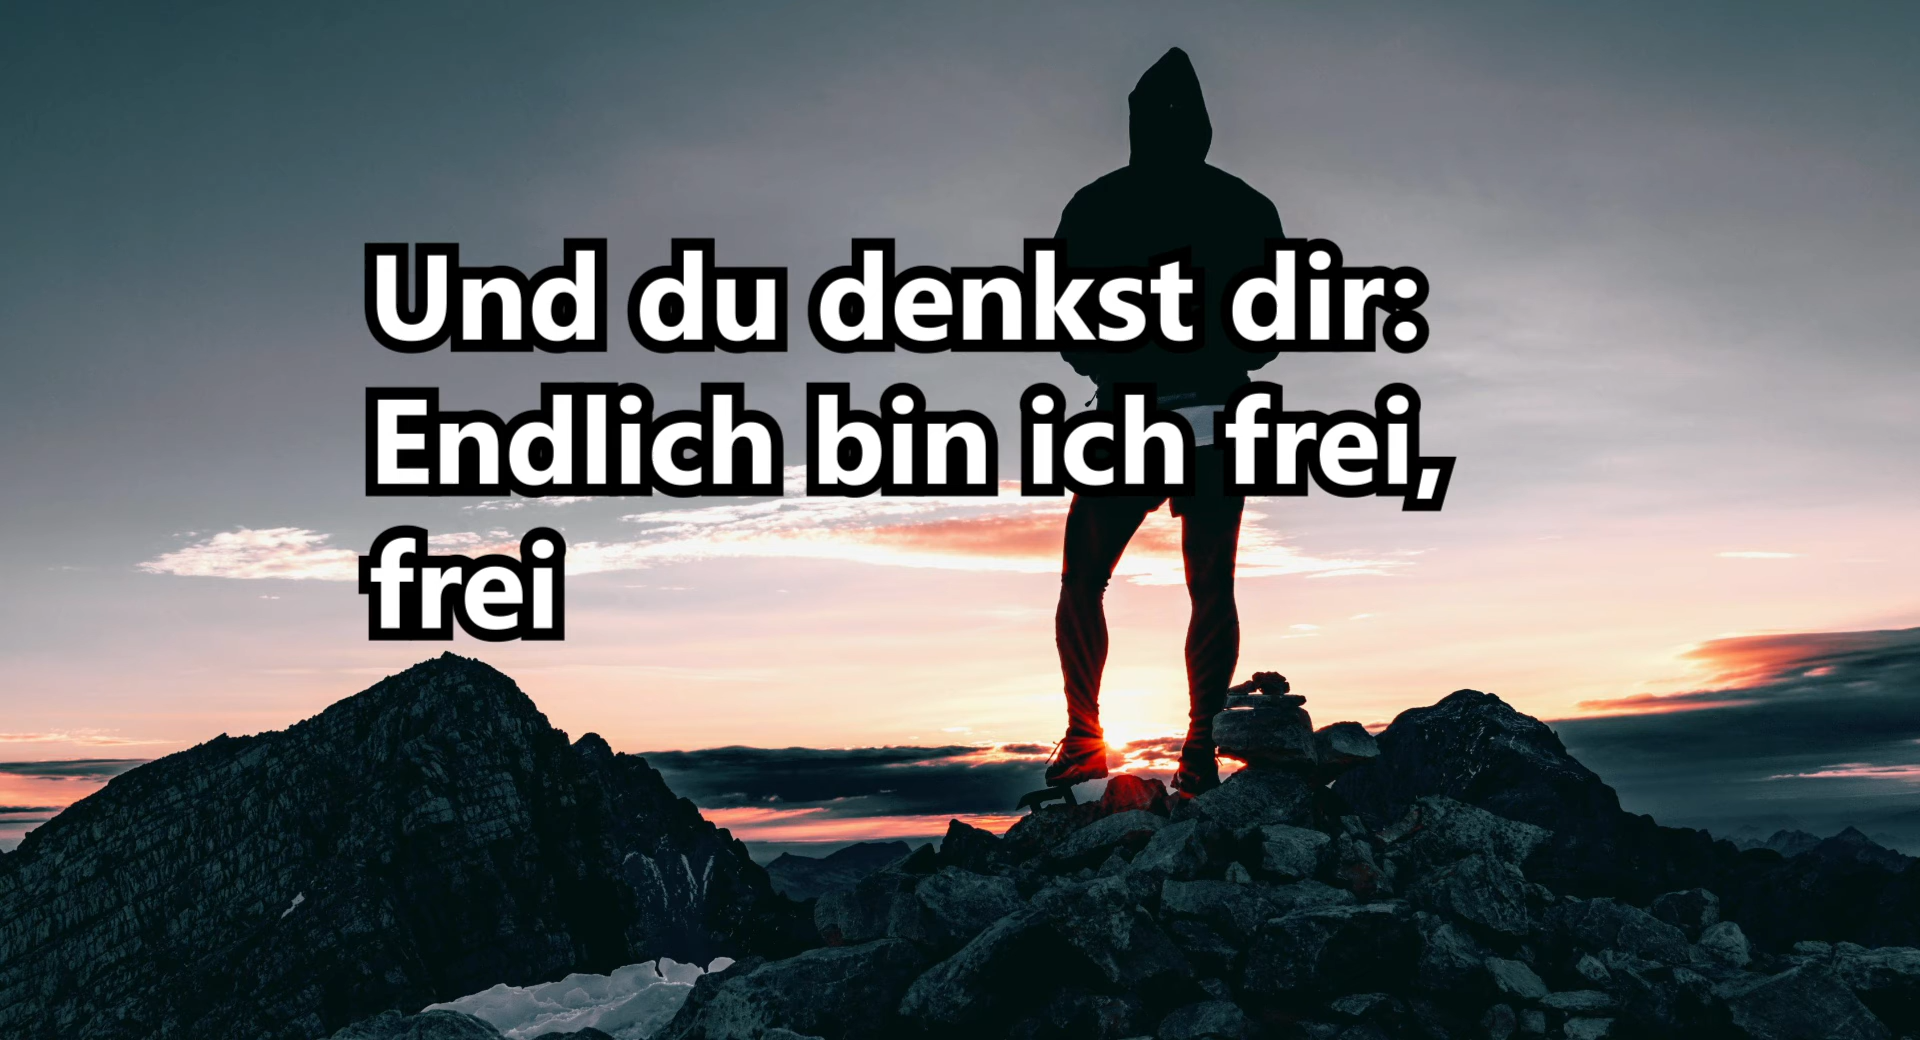 Und du denkst dir:
Endlich bin ich frei,
frei